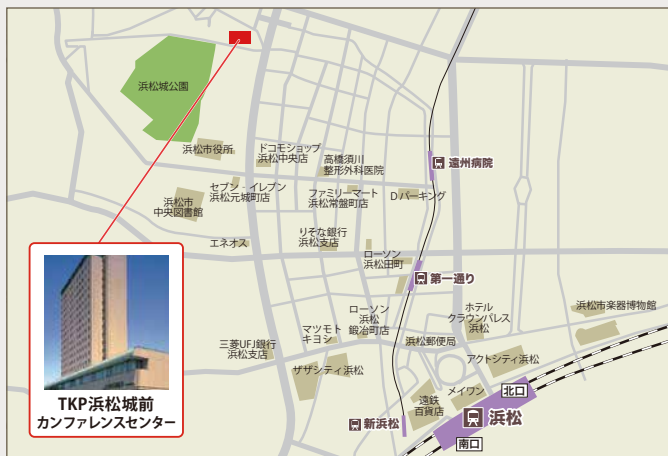 浜松城公園
浜松市役所
ドコモショップ
浜松中央店
高橋須川
整形外科医院
遠州病院
セブン‐イレブン
浜松元城町店
ファミリーマート
浜松常盤町店
Dパーキング
浜松市
中央図書館
エネオス
りそな銀行
浜松支店
ローソン
浜松田町
第一通り
ホテル
クラウンパレス
浜松
浜松市楽器博物館
ローソン
浜松
鍛冶町店
マツモト
キヨシ
三菱UFJ銀行
浜松支店
浜松郵便局
アクトシティ浜松
ザザシティ浜松
メイワン
北口
遠鉄
百貨店
浜松
新浜松
南口
TKP浜松城前
カンファレンスセンター